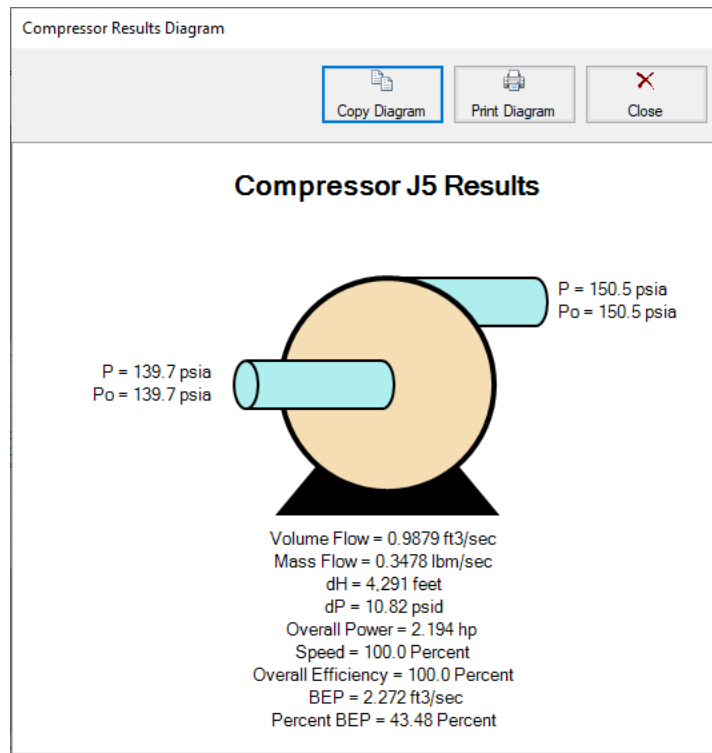 Compressor Results Diagram
Copy Diagram
Print Diagram
Close
Compressor J5 Results
P = 150.5 psia
Po = 150.5 psia
P = 139.7 psia
Po = 139.7 psia
Volume Flow = 0.9879 ft3/sec
Mass Flow = 0.3478 lbm/sec
dH = 4,291 feet
dP = 10.82 psid
Overall Power = 2.194 hp
Speed = 100.0 Percent
Overall Efficiency = 100.0 Percent
BEP = 2.272 ft3/sec
Percent BEP = 43.48 Percent